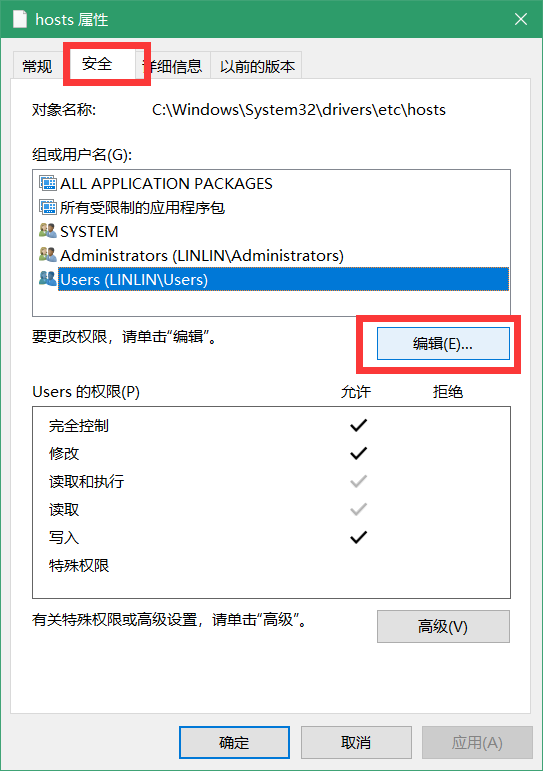 hosts 属性
常规 安全 详细信息 以前的版本
对象名称: C:\Windows\System32\drivers\etc\hosts
组或用户名(G):
ALL APPLICATION PACKAGES
所有受限制的应用程序包
SYSTEM
Administrators (LINLIN\Administrators)
Users (LINLIN\Users)
要更改权限，请单击“编辑”。
编辑(E)...
Users 的权限(P) 允许 拒绝
完全控制
修改
读取和执行
读取
写入
特殊权限
有关特殊权限或高级设置，请单击“高级”。
高级(V)
确定 取消 应用(A)